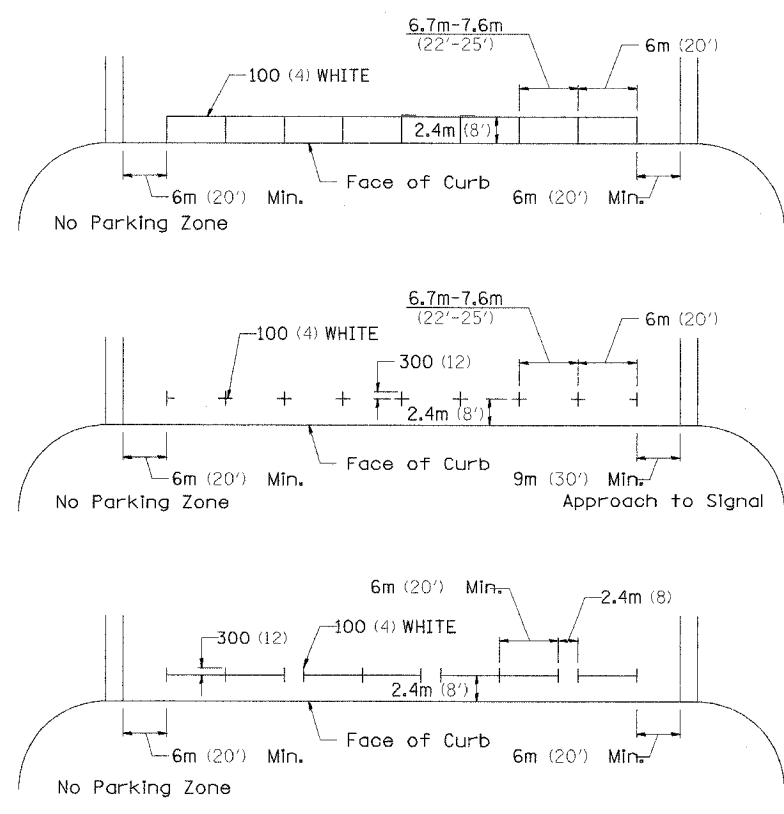 6.7m-7.6m
(22'-25')
6m (20')
100 (4) WHITE
2.4m (8')
Face of Curb
6m (20') Min.
6m (20') Min.
No Parking Zone
6.7m-7.6m
(22'-25')
6m (20')
100 (4) WHITE
300 (12)
2.4m (8')
Face of Curb
6m (20') Min.
9m (30') Min.
No Parking Zone
Approach to Signal
6m (20') Min.
2.4m (8)
300 (12)
100 (4) WHITE
2.4m (8')
Face of Curb
6m (20') Min.
6m (20') Min.
No Parking Zone